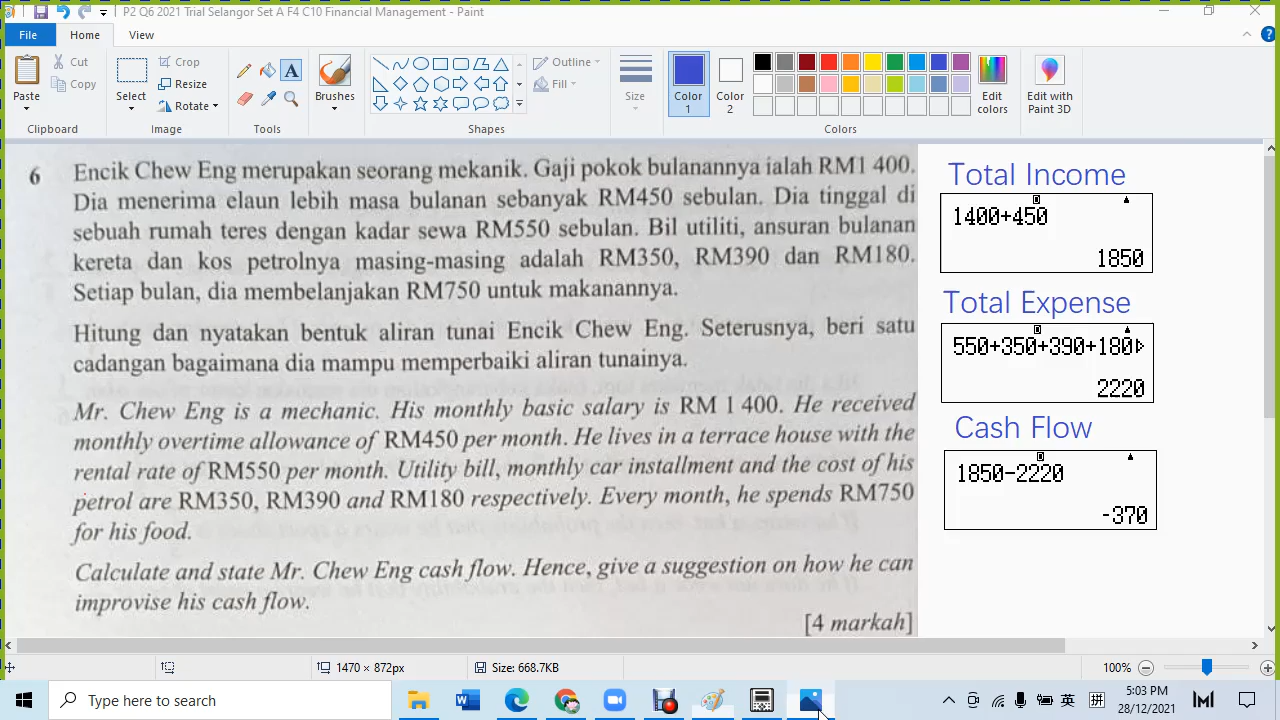 P2 Q6 2021 Trial Selangor Set A F4 C10 Financial Management - Paint
File Home View
Paste Cut Copy
Select Crop Resize Rotate
Brushes
Outline
Fill
Size
Color 1
Color 2
Edit colors
Edit with Paint 3D
Clipboard Image Tools Shapes Colors
6 Encik Chew Eng merupakan seorang mekanik. Gaji pokok bulanannya ialah RM1 400.
Dia menerima elaun lebih masa bulanan sebanyak RM450 sebulan. Dia tinggal di
sebuah rumah teres dengan kadar sewa RM550 sebulan. Bil utiliti, ansuran bulanan
kereta dan kos petrolnya masing-masing adalah RM350, RM390 dan RM180.
Setiap bulan, dia membelanjakan RM750 untuk makanannya.
Hitung dan nyatakan bentuk aliran tunai Encik Chew Eng. Seterusnya, beri satu
cadangan bagaimana dia mampu memperbaiki aliran tunainya.
Mr. Chew Eng is a mechanic. His monthly basic salary is RM 1 400. He received
monthly overtime allowance of RM450 per month. He lives in a terrace house with the
rental rate of RM550 per month. Utility bill, monthly car installment and the cost of his
petrol are RM350, RM390 and RM180 respectively. Every month, he spends RM750
for his food.
Calculate and state Mr. Chew Eng cash flow. Hence, give a suggestion on how he can
improvise his cash flow.
[4 markah]
Total Income
1400+450
1850
Total Expense
550+350+390+180
2220
Cash Flow
1850-2220
-370
1470 × 872px
Size: 668.7KB
100%
Type here to search
英
拼
5:03 PM
28/12/2021